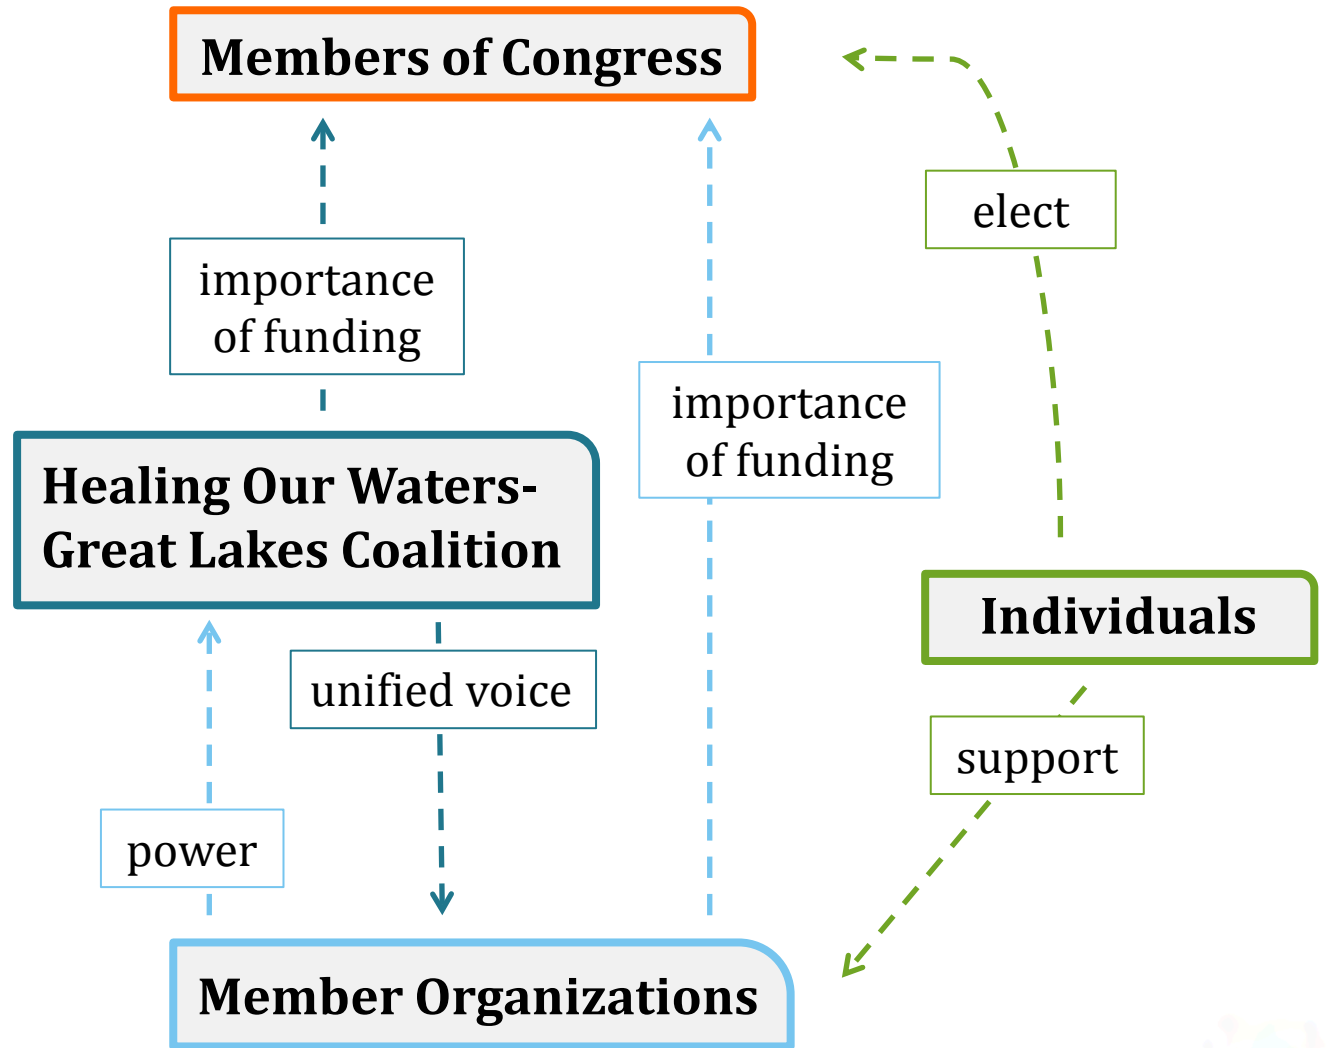 Members of Congress
elect
importance
of funding
importance
of funding
Healing Our Waters-
Great Lakes Coalition
Individuals
unified voice
support
power
Member Organizations